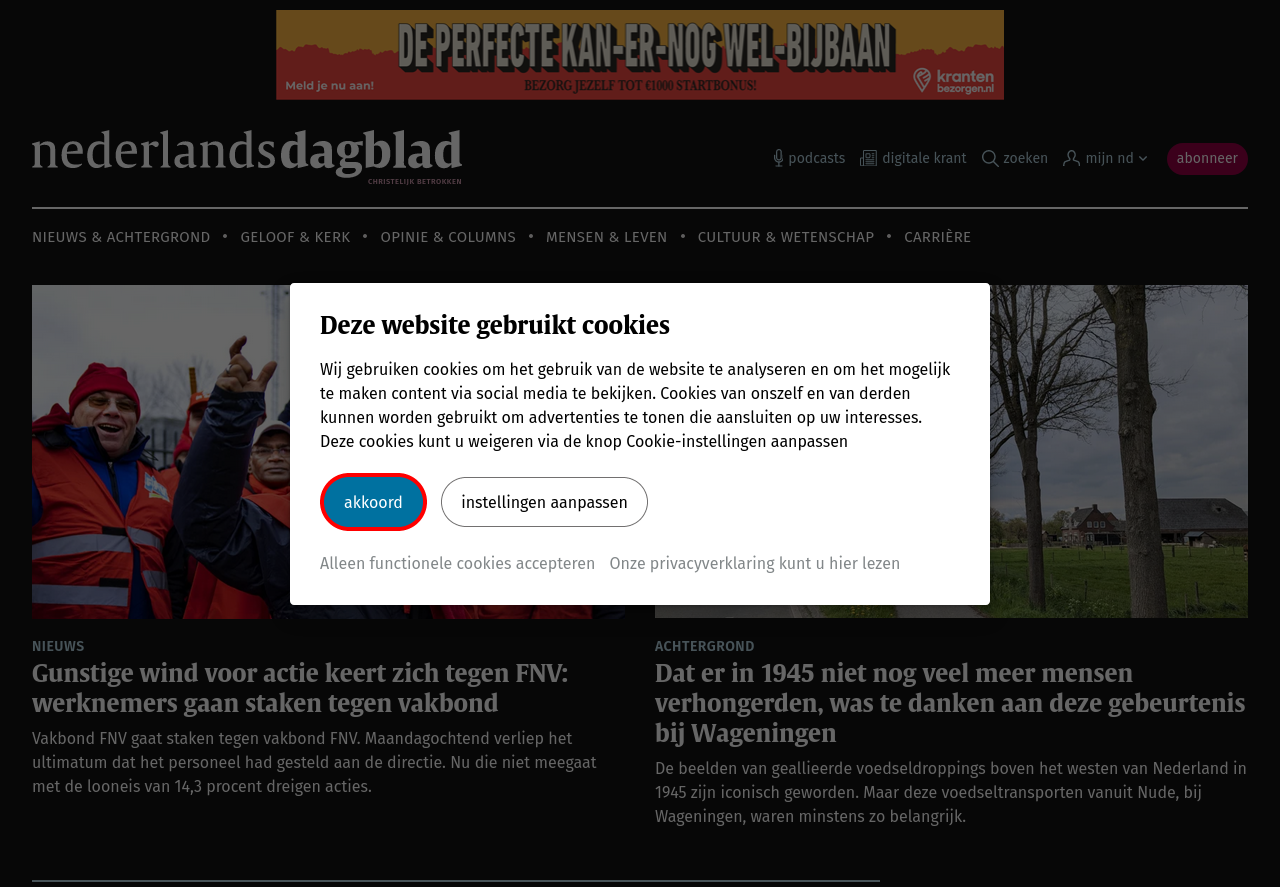 DE PERFECTE KAN-ER-NOG WEL-BIJBAAN
Meld je nu aan!
BEZORG JEZELF TOT €1000 STARTBONUS!
kranten
bezorgen.nl
nederlandsdagblad
CHRISTELIJK BETROKKEN
podcasts
digitale krant
zoeken
mijn nd
abonneer
NIEUWS & ACHTERGROND • GELOOF & KERK • OPINIE & COLUMNS • MENSEN & LEVEN • CULTUUR & WETENSCHAP • CARRIÈRE
Deze website gebruikt cookies
Wij gebruiken cookies om het gebruik van de website te analyseren en om het mogelijk
te maken content via social media te bekijken. Cookies van onszelf en van derden
kunnen worden gebruikt om advertenties te tonen die aansluiten op uw interesses.
Deze cookies kunt u weigeren via de knop Cookie-instellingen aanpassen
akkoord
instellingen aanpassen
Alleen functionele cookies accepteren
Onze privacyverklaring kunt u hier lezen
NIEUWS
Gunstige wind voor actie keert zich tegen FNV:
werknemers gaan staken tegen vakbond
Vakbond FNV gaat staken tegen vakbond FNV. Maandagochtend verliep het
ultimatum dat het personeel had gesteld aan de directie. Nu die niet meegaat
met de looneis van 14,3 procent dreigen acties.
ACHTERGROND
Dat er in 1945 niet nog veel meer mensen
verhongerden, was te danken aan deze gebeurtenis
bij Wageningen
De beelden van geallieerde voedseldroppings boven het westen van Nederland in
1945 zijn iconisch geworden. Maar deze voedseltransporten vanuit Nude, bij
Wageningen, waren minstens zo belangrijk.